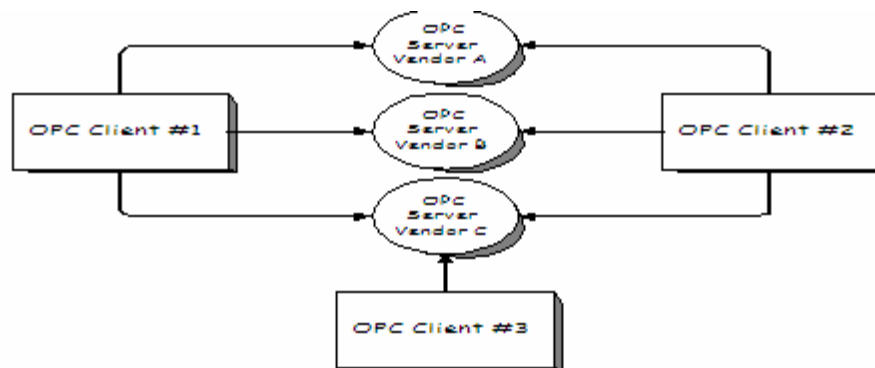 OPC
Server
Vendor A
OPC Client #1
OPC
Server
Vendor B
OPC Client #2
OPC
Server
Vendor C
OPC Client #3